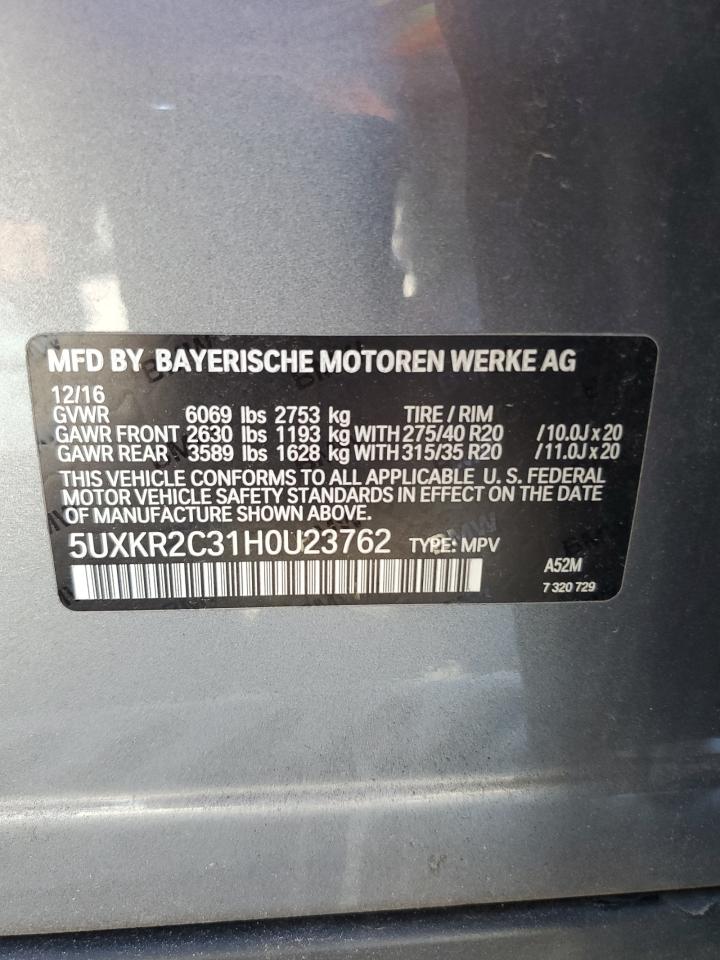 MFD BY BAYERISCHE MOTOREN WERKE AG
12/16
GVWR 6069 lbs 2753 kg TIRE / RIM
GAWR FRONT 2630 lbs 1193 kg WITH 275/40 R20 / 10.0J x 20
GAWR REAR 3589 lbs 1628 kg WITH 315/35 R20 / 11.0J x 20
THIS VEHICLE CONFORMS TO ALL APPLICABLE U. S. FEDERAL
MOTOR VEHICLE SAFETY STANDARDS IN EFFECT ON THE DATE
OF MANUFACTURE SHOWN ABOVE.
5UXKR2C31H0U23762 TYPE: MPV
A52M
7 320 729